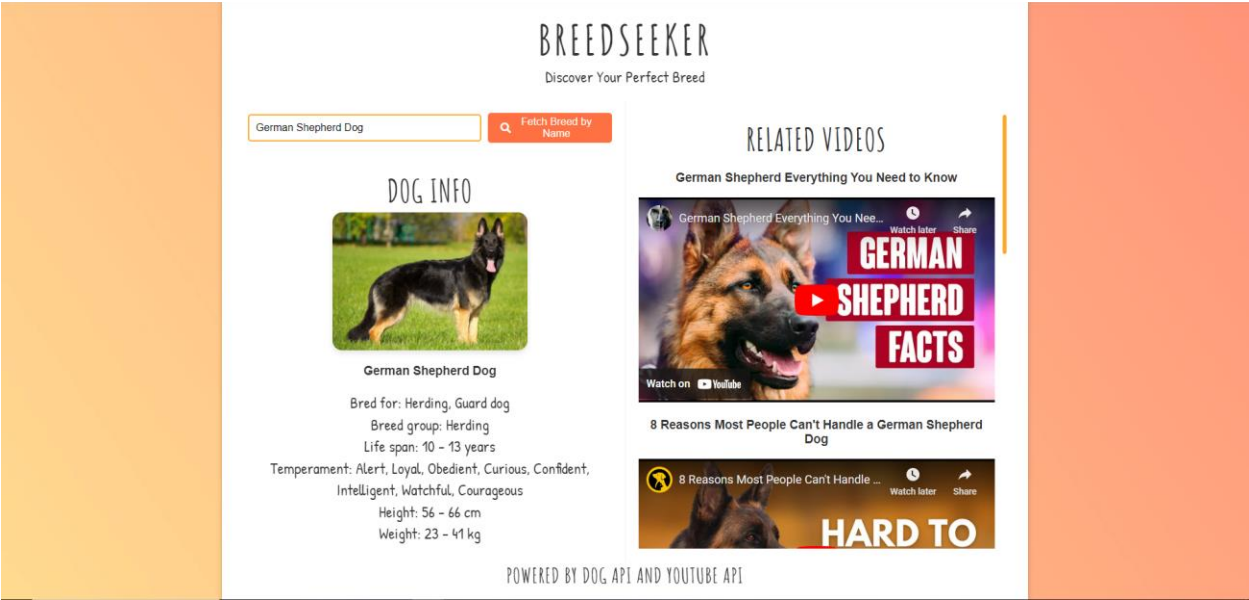 BREEDSEEKER
Discover Your Perfect Breed
German Shepherd Dog
Fetch Breed by
Name
DOG INFO
German Shepherd Dog
Bred for: Herding, Guard dog
Breed group: Herding
Life span: 10 - 13 years
Temperament: Alert, Loyal, Obedient, Curious, Confident,
Intelligent, Watchful, Courageous
Height: 56 - 66 cm
Weight: 23 - 41 kg
RELATED VIDEOS
German Shepherd Everything You Need to Know
German Shepherd Everything You Nee...
Watch later
Share
GERMAN
SHEPHERD
FACTS
Watch on YouTube
8 Reasons Most People Can't Handle a German Shepherd
Dog
8 Reasons Most People Can't Handle ...
Watch later
Share
HARD TO
POWERED BY DOG API AND YOUTUBE API